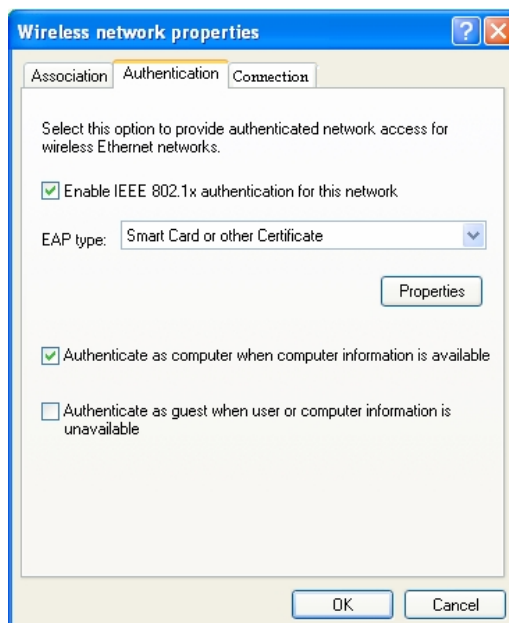 Wireless network properties
Association Authentication Connection
Select this option to provide authenticated network access for
wireless Ethernet networks.
Enable IEEE 802.1x authentication for this network
EAP type: Smart Card or other Certificate
Properties
Authenticate as computer when computer information is available
Authenticate as guest when user or computer information is
unavailable
OK Cancel